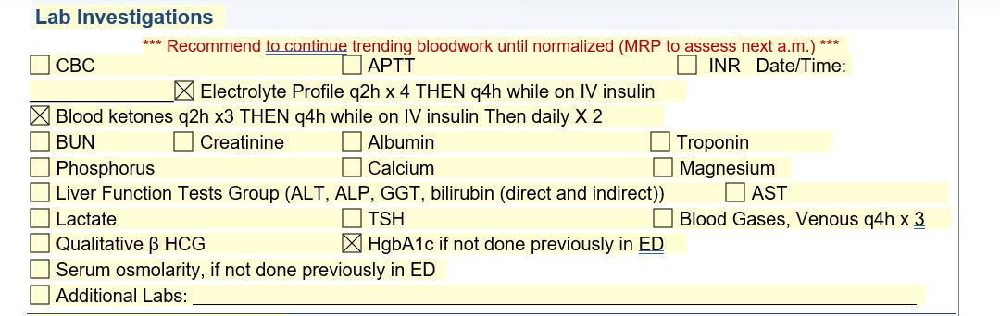 Lab Investigations
*** Recommend to continue trending bloodwork until normalized (MRP to assess next a.m.) ***
☐ CBC ☐ APTT ☐ INR Date/Time:
______________ ☒ Electrolyte Profile q2h x 4 THEN q4h while on IV insulin
☒ Blood ketones q2h x3 THEN q4h while on IV insulin Then daily X 2
☐ BUN ☐ Creatinine ☐ Albumin ☐ Troponin
☐ Phosphorus ☐ Calcium ☐ Magnesium
☐ Liver Function Tests Group (ALT, ALP, GGT, bilirubin (direct and indirect)) ☐ AST
☐ Lactate ☐ TSH ☐ Blood Gases, Venous q4h x 3
☐ Qualitative β HCG ☒ HgbA1c if not done previously in ED
☐ Serum osmolarity, if not done previously in ED
☐ Additional Labs: ______________